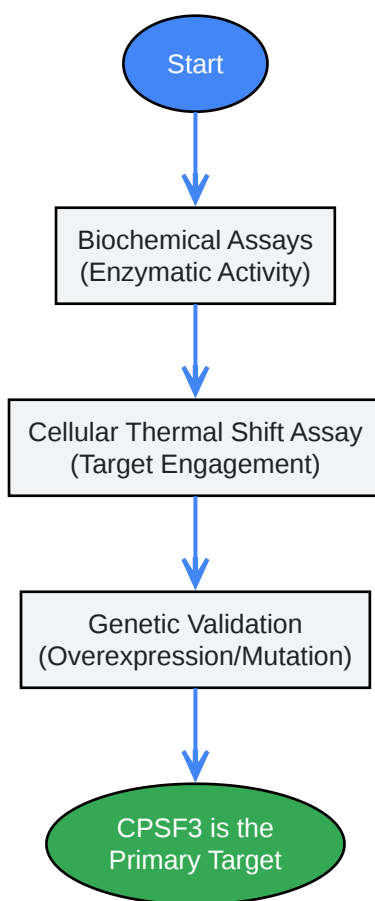 Start
Biochemical Assays
(Enzymatic Activity)
Cellular Thermal Shift Assay
(Target Engagement)
Genetic Validation
(Overexpression/Mutation)
CPSF3 is the
Primary Target